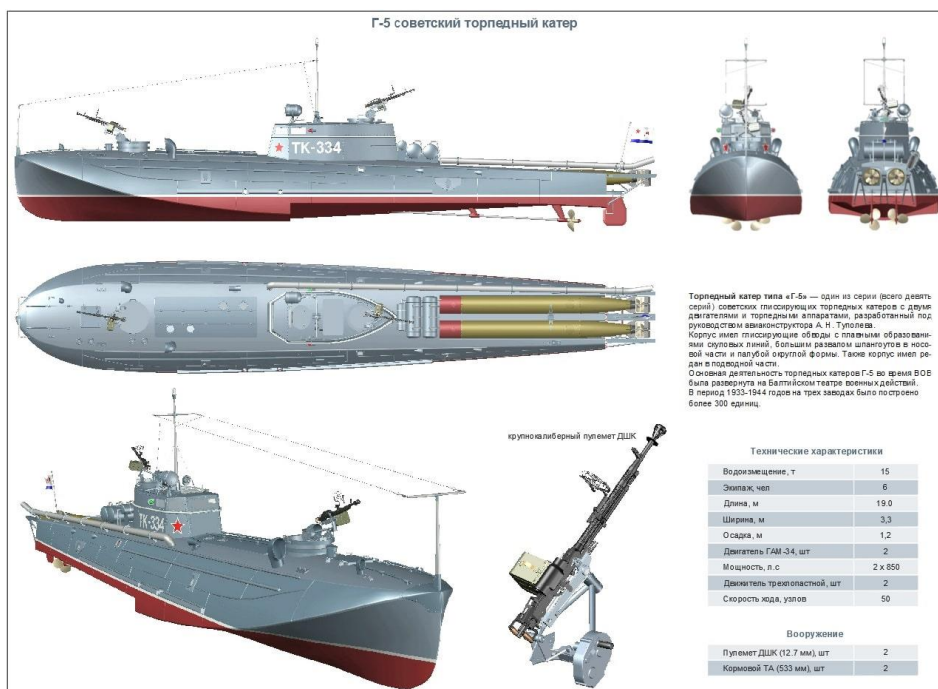 Г-5 советский торпедный катер
ТК-334
Торпедный катер типа «Г-5» — один из серии (всего девять
серий) советских глиссирующих торпедных катеров с двумя
двигателями и торпедными аппаратами, разработанный под
руководством авиаконструктора А. Н. Туполева.
Корпус имел глиссирующие обводы с плавными образовани-
ями скуловых линий, большим развалом шпангоутов в носо-
вой части и палубой округлой формы. Также корпус имел ре-
дан в подводной части.
Основная деятельность торпедных катеров Г-5 во время ВОВ
была развернута на Балтийском театре военных действий.
В период 1933-1944 годов на трех заводах было построено
более 300 единиц.
ТК-334
крупнокалиберный пулемет ДШК
Технические характеристики
Водоизмещение, т 15
Экипаж, чел 6
Длина, м 19.0
Ширина, м 3,3
Осадка, м 1,2
Двигатель ГАМ-34, шт 2
Мощность, л.с 2 х 850
Движитель трехлопастной, шт 2
Скорость хода, узлов 50
Вооружение
Пулемет ДШК (12.7 мм), шт 2
Кормовой ТА (533 мм), шт 2